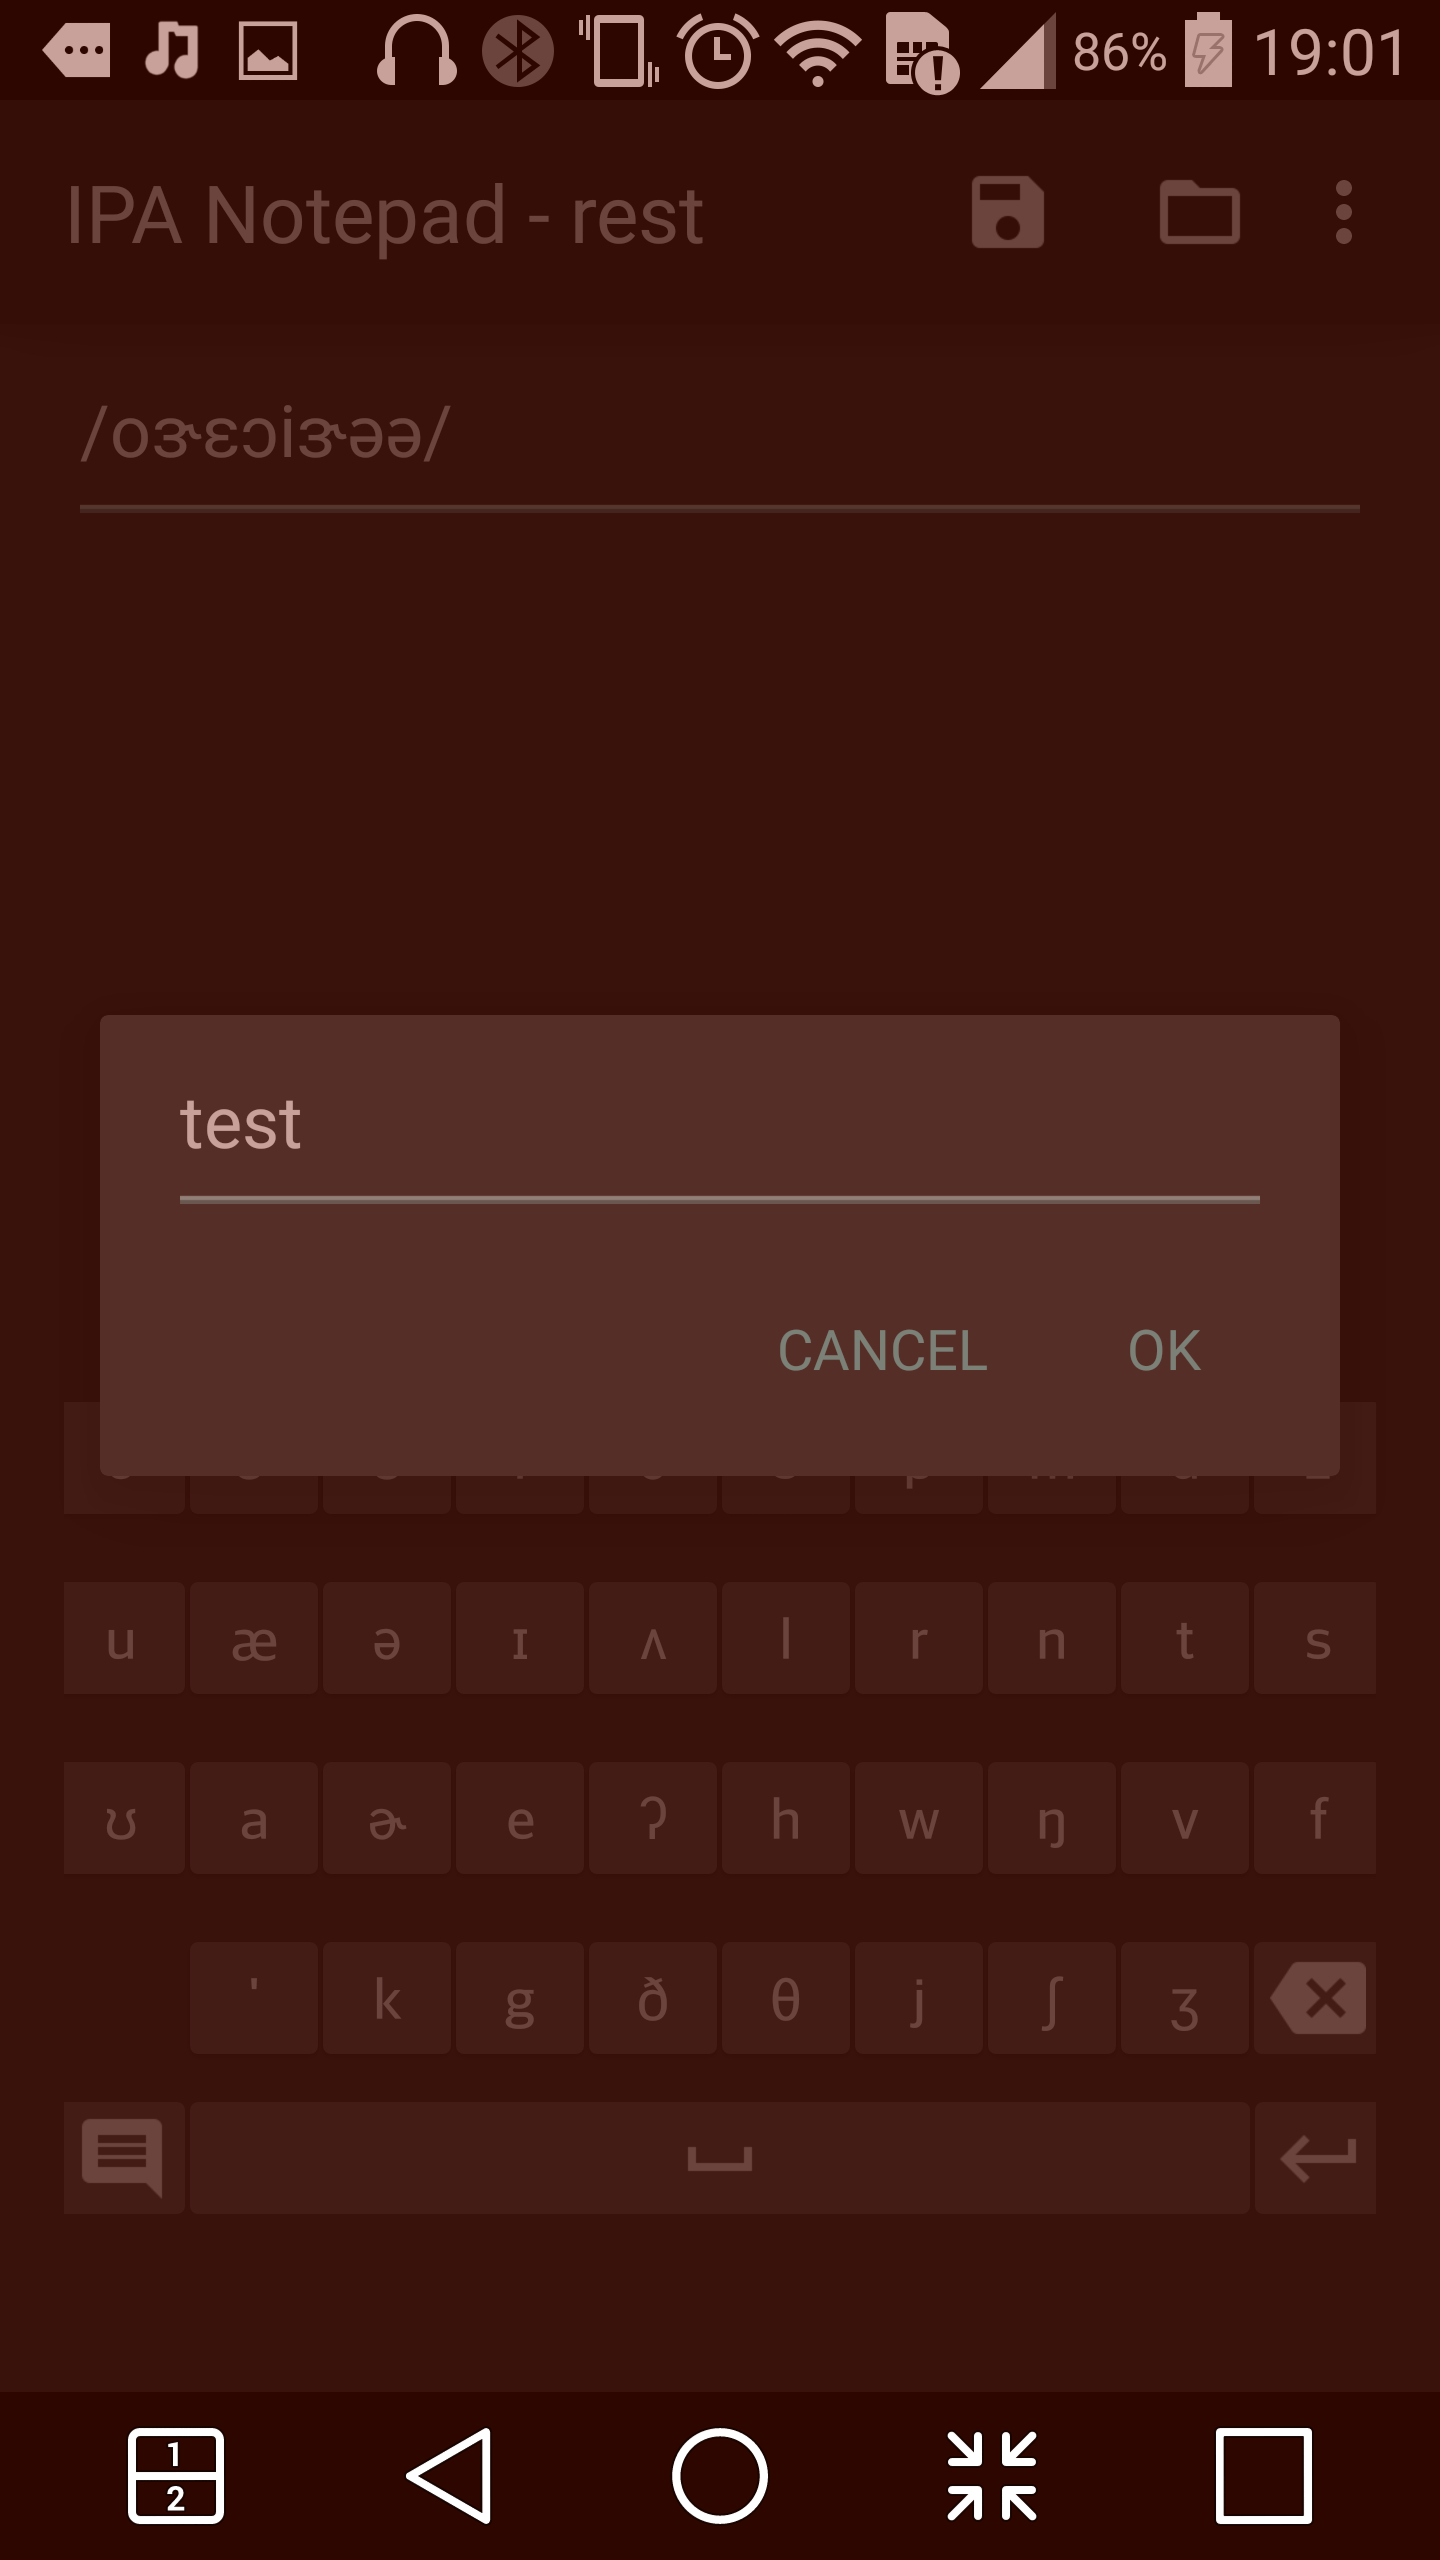 86% 19:01
IPA Notepad - rest
/oɝɛɔiɝəə/
test
CANCEL OK
u æ ə ɪ ʌ l r n t s
ʊ a ɚ e ʔ h w ŋ v f
' k g ð θ j ʃ ʒ
1
2